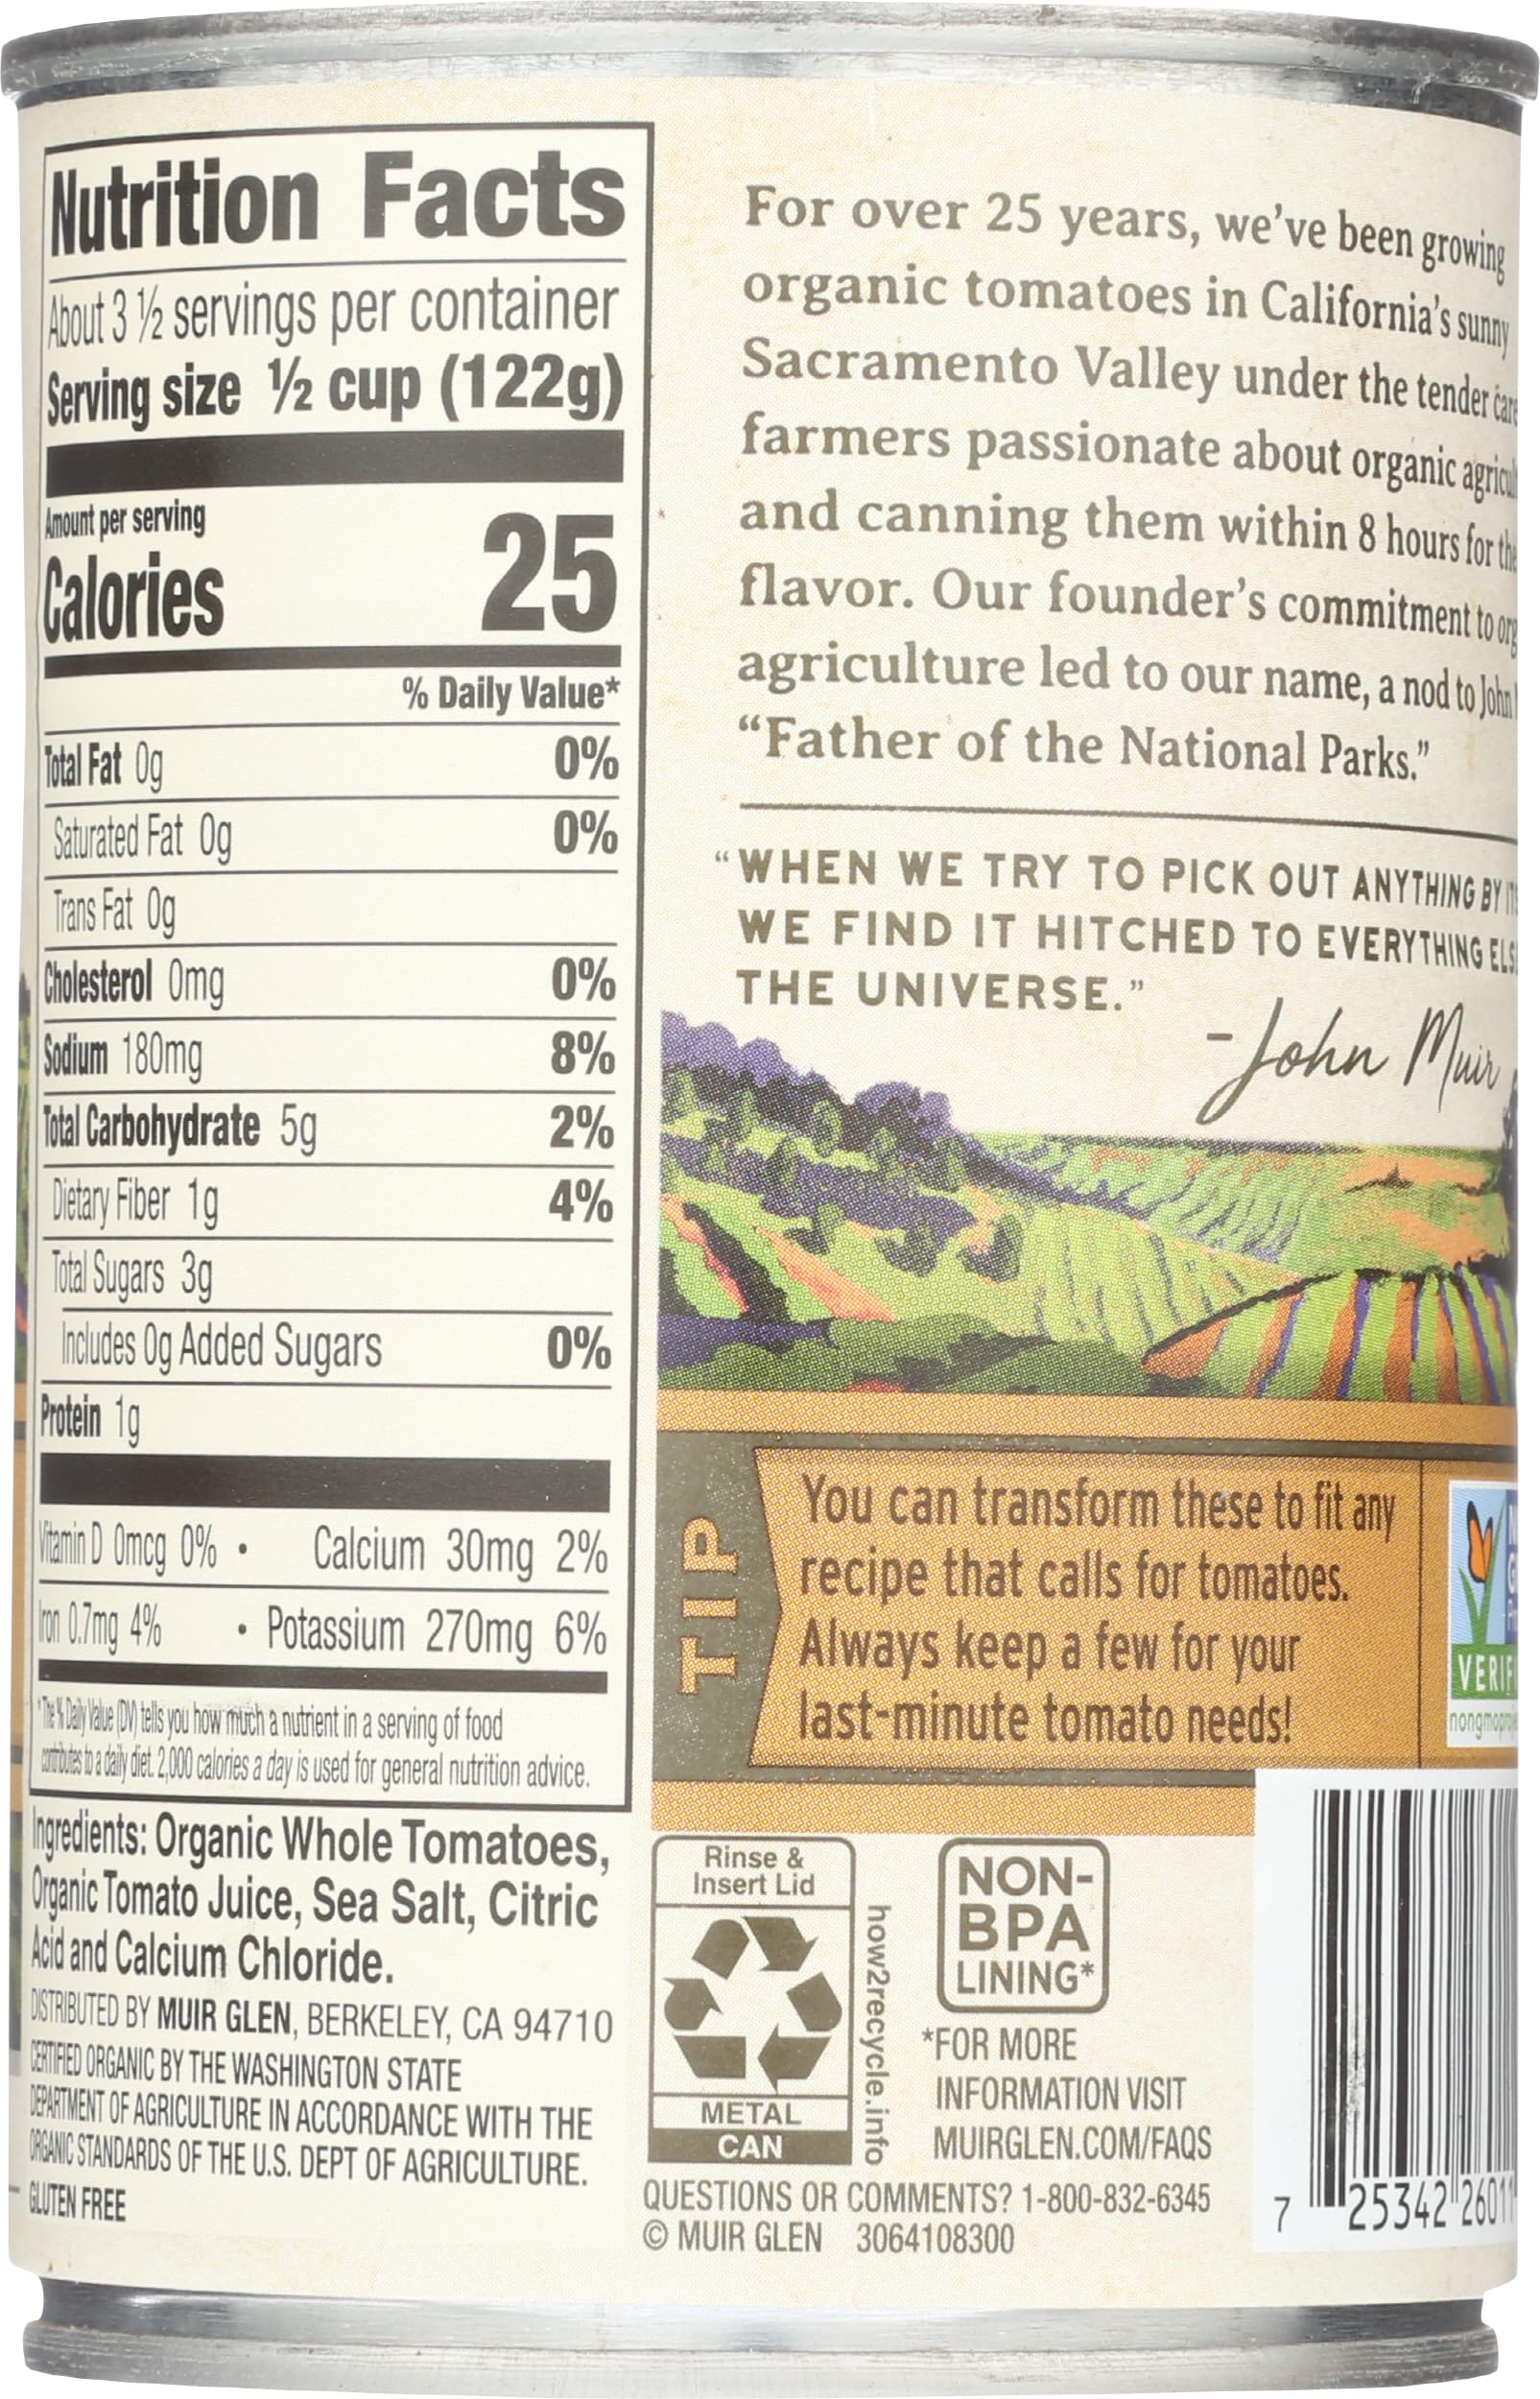 Nutrition Facts
About 3 ½ servings per container
Serving size ½ cup (122g)
Amount per serving
Calories 25
% Daily Value*
Total Fat 0g 0%
Saturated Fat 0g 0%
Trans Fat 0g
Cholesterol 0mg 0%
Sodium 180mg 8%
Total Carbohydrate 5g 2%
Dietary Fiber 1g 4%
Total Sugars 3g
Includes 0g Added Sugars 0%
Protein 1g
Vitamin D 0mcg 0% • Calcium 30mg 2%
Iron 0.7mg 4% • Potassium 270mg 6%
*The % Daily Value (DV) tells you how much a nutrient in a serving of food
contributes to a daily diet. 2,000 calories a day is used for general nutrition advice.
Ingredients: Organic Whole Tomatoes,
Organic Tomato Juice, Sea Salt, Citric
Acid and Calcium Chloride.
DISTRIBUTED BY MUIR GLEN, BERKELEY, CA 94710
CERTIFIED ORGANIC BY THE WASHINGTON STATE
DEPARTMENT OF AGRICULTURE IN ACCORDANCE WITH THE
ORGANIC STANDARDS OF THE U.S. DEPT OF AGRICULTURE.
GLUTEN FREE
For over 25 years, we've been growing
organic tomatoes in California's sunny
Sacramento Valley under the tender care
farmers passionate about organic
and canning them within 8 hours for the
flavor. Our founder's commitment to
agriculture led to our name, a nod to John
“Father of the National Parks.”
“WHEN WE TRY TO PICK OUT ANYTHING BY
WE FIND IT HITCHED TO EVERYTHING
THE UNIVERSE.”
-John Muir
TIP
You can transform these to fit any
recipe that calls for tomatoes.
Always keep a few for your
last-minute tomato needs!
Rinse &
Insert Lid
METAL
CAN
how2recycle.info
NON-
BPA
LINING*
*FOR MORE
INFORMATION VISIT
MUIRGLEN.COM/FAQS
QUESTIONS OR COMMENTS? 1-800-832-6345
© MUIR GLEN 3064108300
7 25342 26011